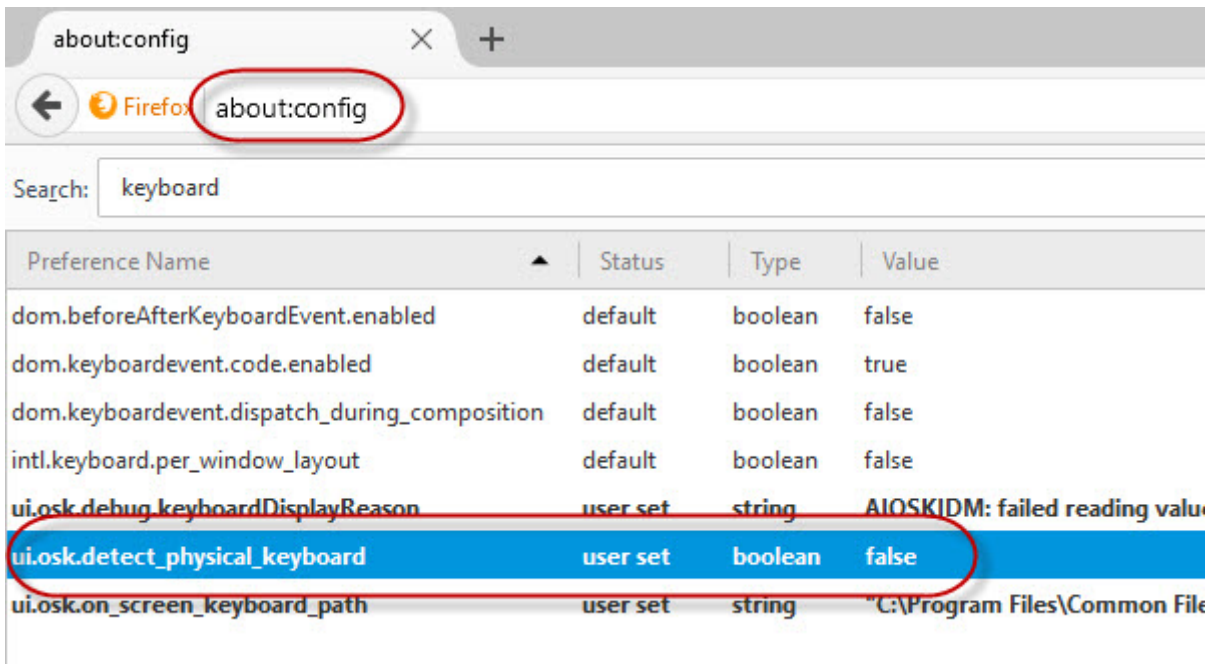 about:config
Firefox about:config
Search: keyboard
Preference Name Status Type Value
dom.beforeAfterKeyboardEvent.enabled default boolean false
dom.keyboardevent.code.enabled default boolean true
dom.keyboardevent.dispatch_during_composition default boolean false
intl.keyboard.per_window_layout default boolean false
ui.osk.debug.keyboardDisplayReason user set string AIOSKIDM: failed reading value
ui.osk.detect_physical_keyboard user set boolean false
ui.osk.on_screen_keyboard_path user set string "C:\Program Files\Common File